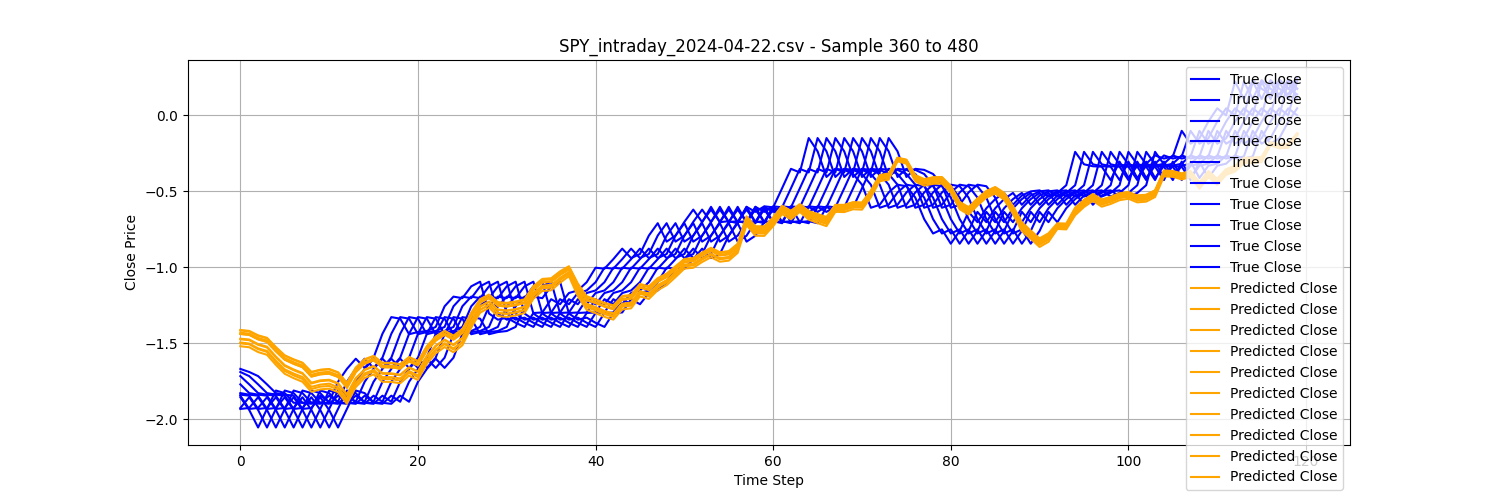 SPY_intraday_2024-04-22.csv - Sample 360 to 480
Close Price
0.0
−0.5
−1.0
−1.5
−2.0
0
20
40
60
80
100
120
Time Step
True Close
True Close
True Close
True Close
True Close
True Close
True Close
True Close
True Close
True Close
Predicted Close
Predicted Close
Predicted Close
Predicted Close
Predicted Close
Predicted Close
Predicted Close
Predicted Close
Predicted Close
Predicted Close